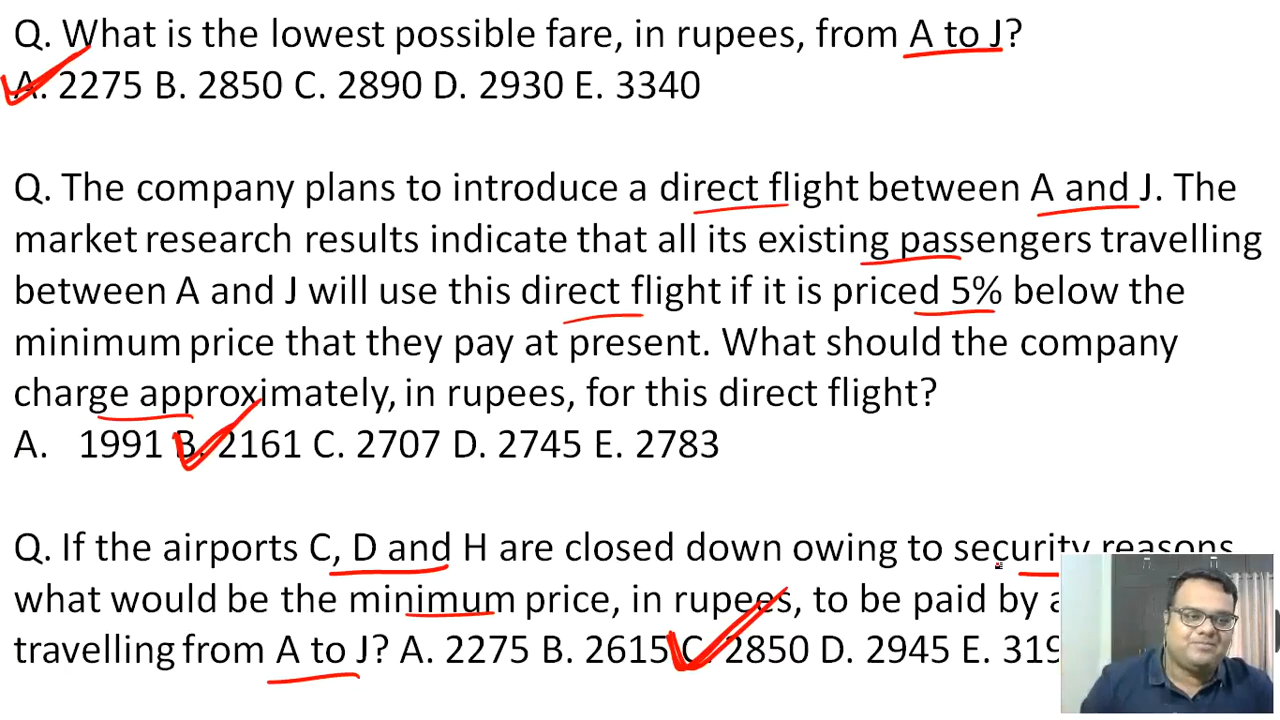 Q. What is the lowest possible fare, in rupees, from A to J?
A. 2275 B. 2850 C. 2890 D. 2930 E. 3340
Q. The company plans to introduce a direct flight between A and J. The
market research results indicate that all its existing passengers travelling
between A and J will use this direct flight if it is priced 5% below the
minimum price that they pay at present. What should the company
charge approximately, in rupees, for this direct flight?
A. 1991 B. 2161 C. 2707 D. 2745 E. 2783
Q. If the airports C, D and H are closed down owing to security reasons
what would be the minimum price, in rupees, to be paid by
travelling from A to J? A. 2275 B. 2615 C. 2850 D. 2945 E.